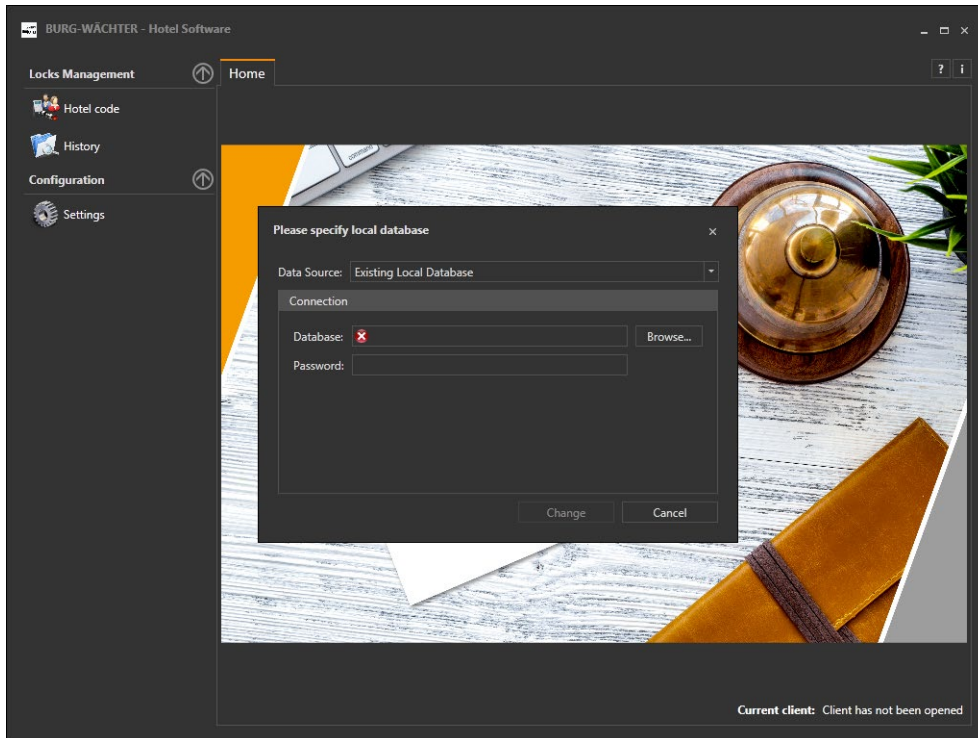 BURG-WÄCHTER - Hotel Software
Locks Management
Home
? i
Hotel code
History
Configuration
Settings
command
Please specify local database
Data Source: Existing Local Database
Connection
Database: Browse...
Password:
Change Cancel
Current client: Client has not been opened